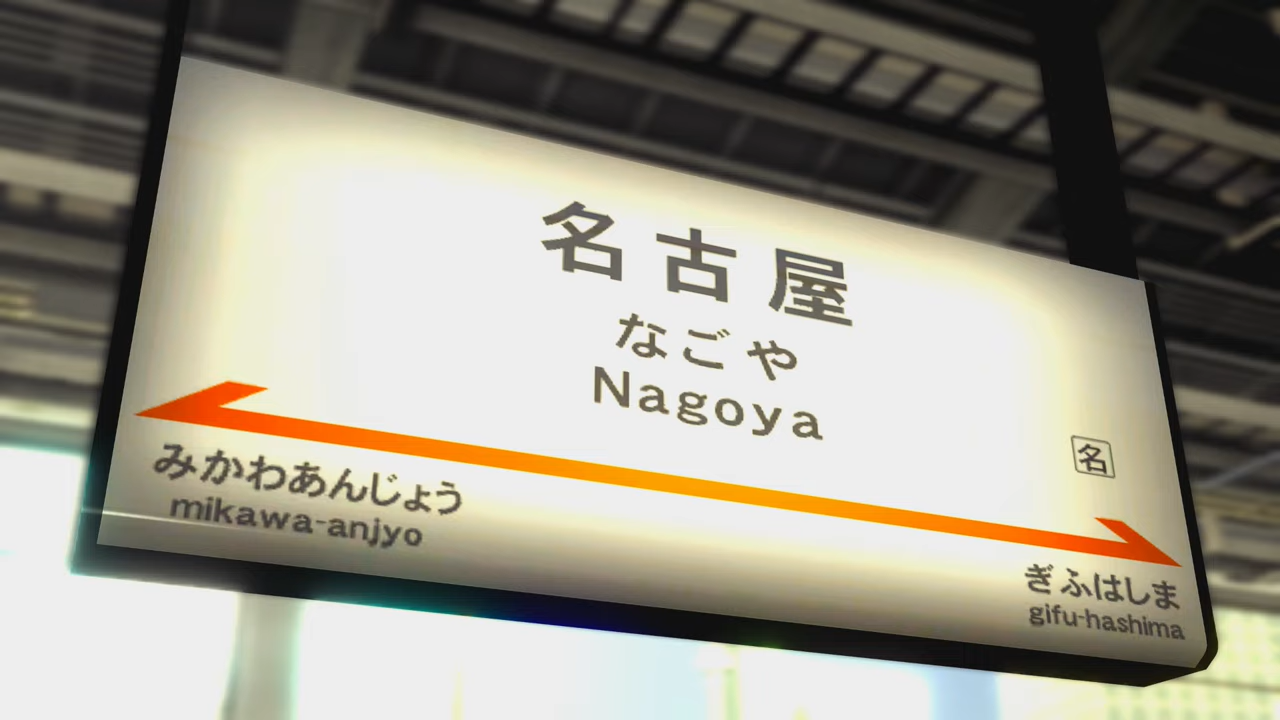 名古屋
なごや
Nagoya
名
みかわあんじょう
mikawa-anjyo
ぎふはしま
gifu-hashima